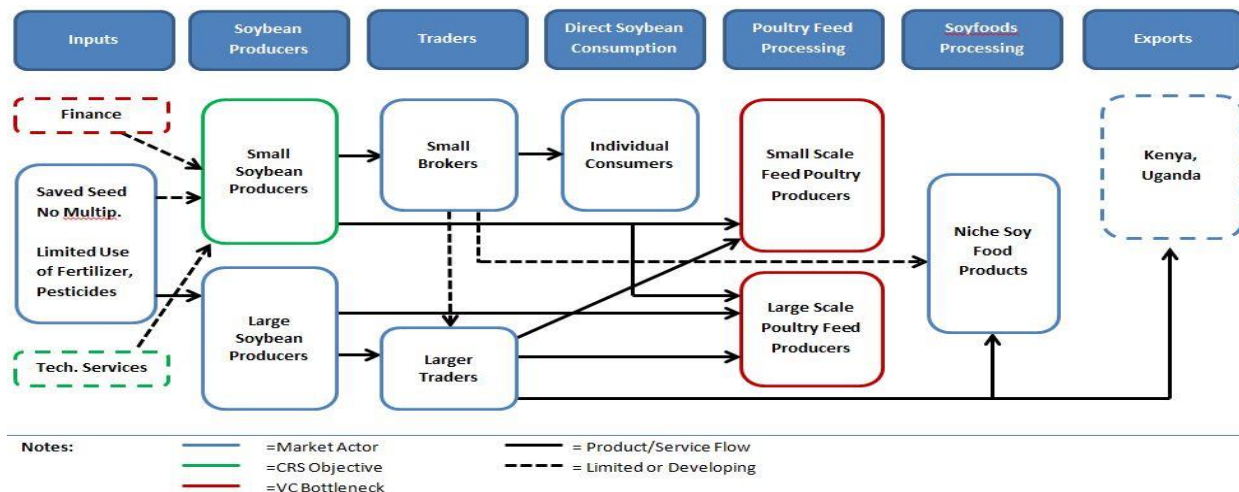 Inputs
Soybean
Producers
Traders
Direct Soybean
Consumption
Poultry Feed
Processing
Soyfoods
Processing
Exports
Finance
Saved Seed
No Multip.
Limited Use
of Fertilizer,
Pesticides
Tech. Services
Small
Soybean
Producers
Large
Soybean
Producers
Small
Brokers
Larger
Traders
Individual
Consumers
Small Scale
Feed Poultry
Producers
Large Scale
Poultry Feed
Producers
Niche Soy
Food
Products
Kenya,
Uganda
Notes:
=Market Actor
=CRS Objective
=VC Bottleneck
= Product/Service Flow
= Limited or Developing